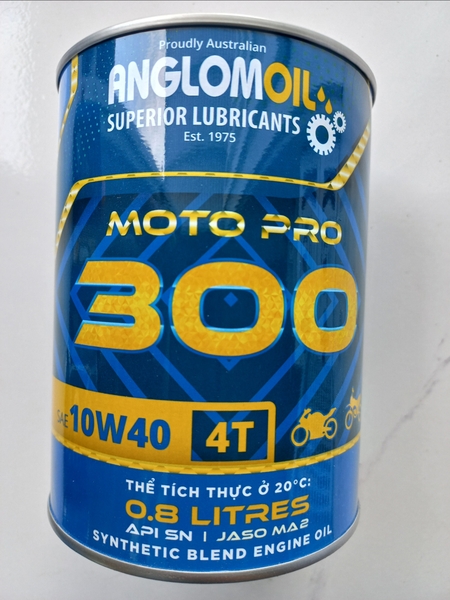 Proudly Australian
ANGLOMOIL
SUPERIOR LUBRICANTS
Est. 1975
MOTO PRO
300
SAE 10W40 4T
THỂ TÍCH THỰC Ở 20°C:
0.8 LITRES
API SN | JASO MA2
SYNTHETIC BLEND ENGINE OIL